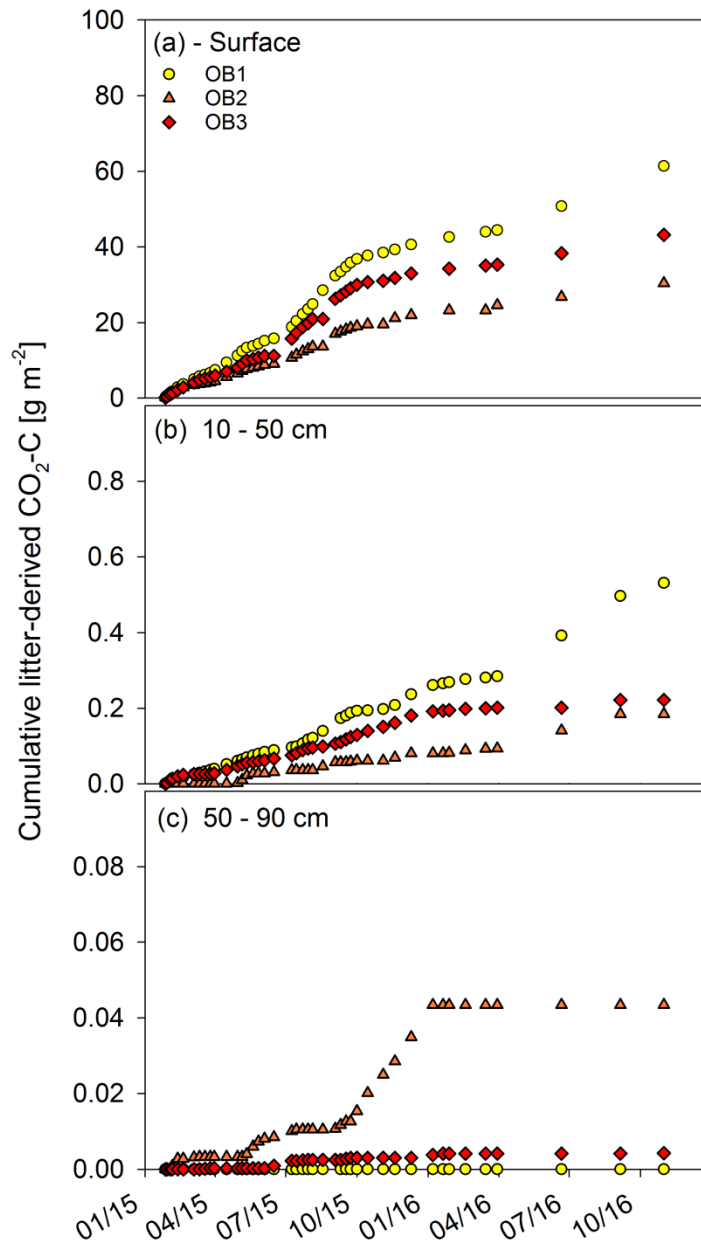 Cumulative litter-derived CO₂-C [g m⁻²]
(a) - Surface
OB1
OB2
OB3
100
80
60
40
20
0
(b) 10 - 50 cm
0.8
0.6
0.4
0.2
0.0
(c) 50 - 90 cm
0.08
0.06
0.04
0.02
0.00
01/15 04/15 07/15 10/15 01/16 04/16 07/16 10/16